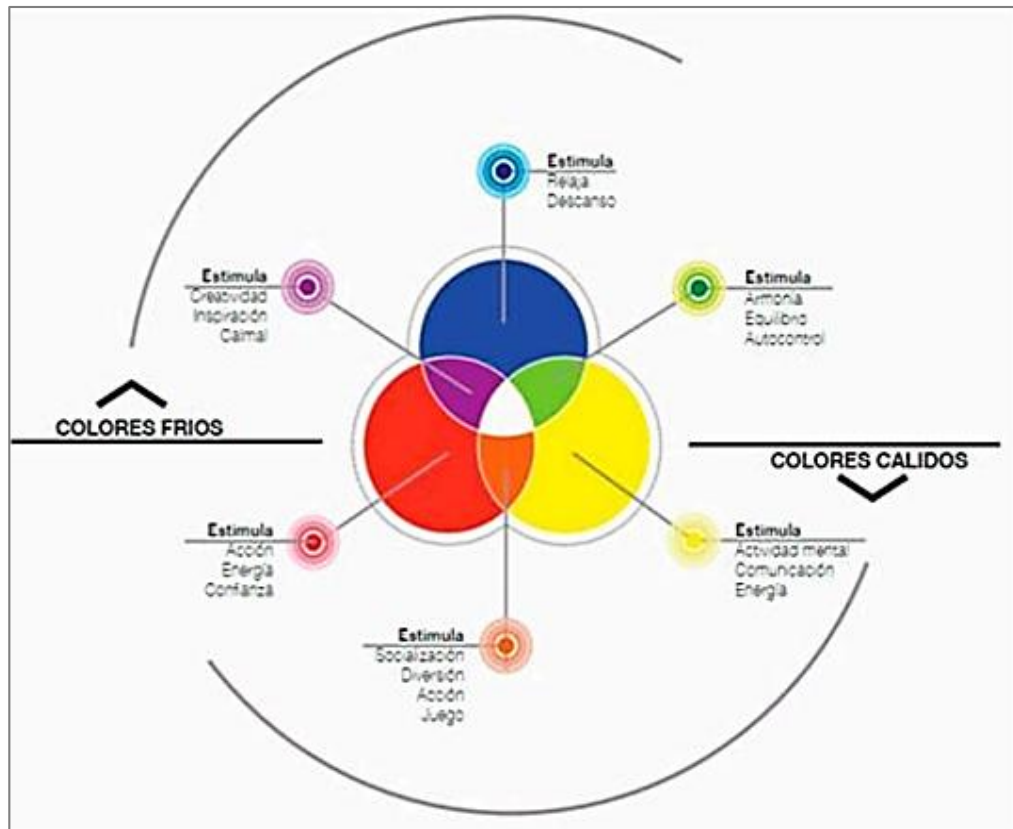 Estimula
Relaja
Descanso
Estimula
Creatividad
Inspiración
Calmal
Estimula
Armonía
Equilibrio
Autocontrol
COLORES FRIOS
COLORES CALIDOS
Estimula
Acción
Energía
Confianza
Estimula
Actividad mental
Comunicación
Energía
Estimula
Socialización
Diversión
Acción
Juego